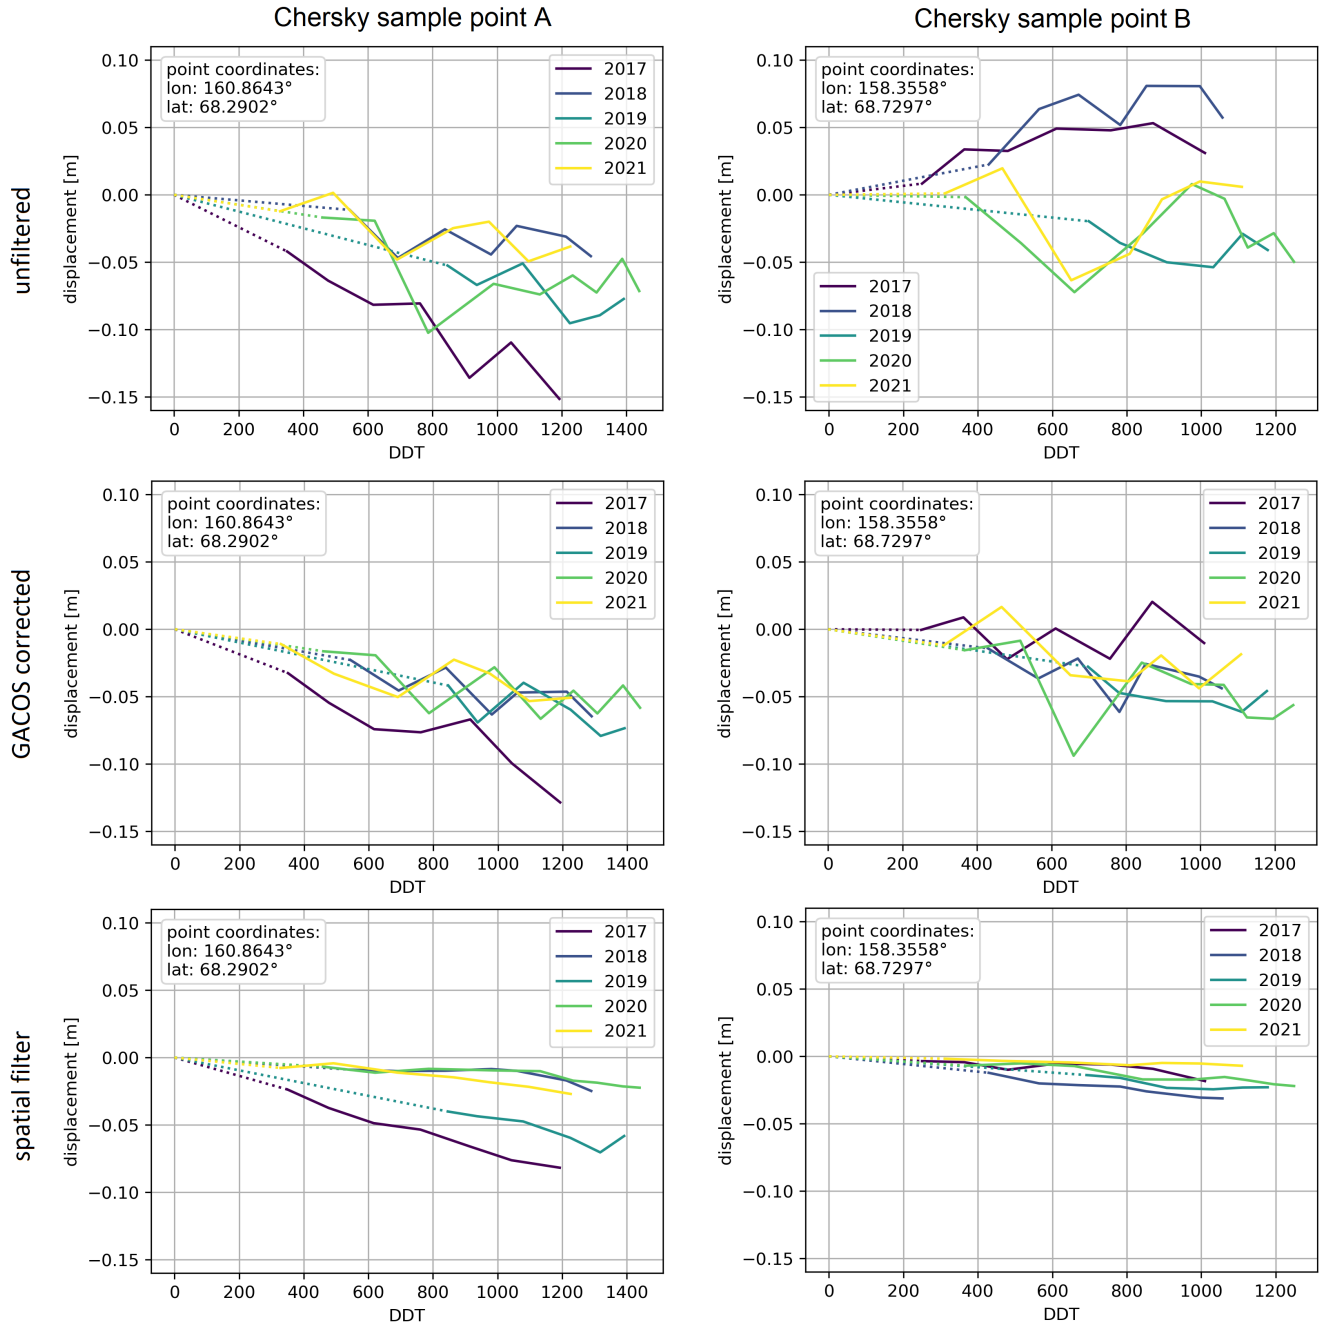 Chersky sample point A
Chersky sample point B
unfiltered
displacement [m]
0.10
0.05
0.00
−0.05
−0.10
−0.15
point coordinates:
lon: 160.8643°
lat: 68.2902°
2017
2018
2019
2020
2021
0 200 400 600 800 1000 1200 1400
DDT
displacement [m]
0.10
0.05
0.00
−0.05
−0.10
−0.15
point coordinates:
lon: 158.3558°
lat: 68.7297°
2017
2018
2019
2020
2021
0 200 400 600 800 1000 1200
DDT
GACOS corrected
displacement [m]
0.10
0.05
0.00
−0.05
−0.10
−0.15
point coordinates:
lon: 160.8643°
lat: 68.2902°
2017
2018
2019
2020
2021
0 200 400 600 800 1000 1200 1400
DDT
displacement [m]
0.10
0.05
0.00
−0.05
−0.10
−0.15
point coordinates:
lon: 158.3558°
lat: 68.7297°
2017
2018
2019
2020
2021
0 200 400 600 800 1000 1200
DDT
spatial filter
displacement [m]
0.10
0.05
0.00
−0.05
−0.10
−0.15
point coordinates:
lon: 160.8643°
lat: 68.2902°
2017
2018
2019
2020
2021
0 200 400 600 800 1000 1200 1400
DDT
displacement [m]
0.10
0.05
0.00
−0.05
−0.10
−0.15
point coordinates:
lon: 158.3558°
lat: 68.7297°
2017
2018
2019
2020
2021
0 200 400 600 800 1000 1200
DDT